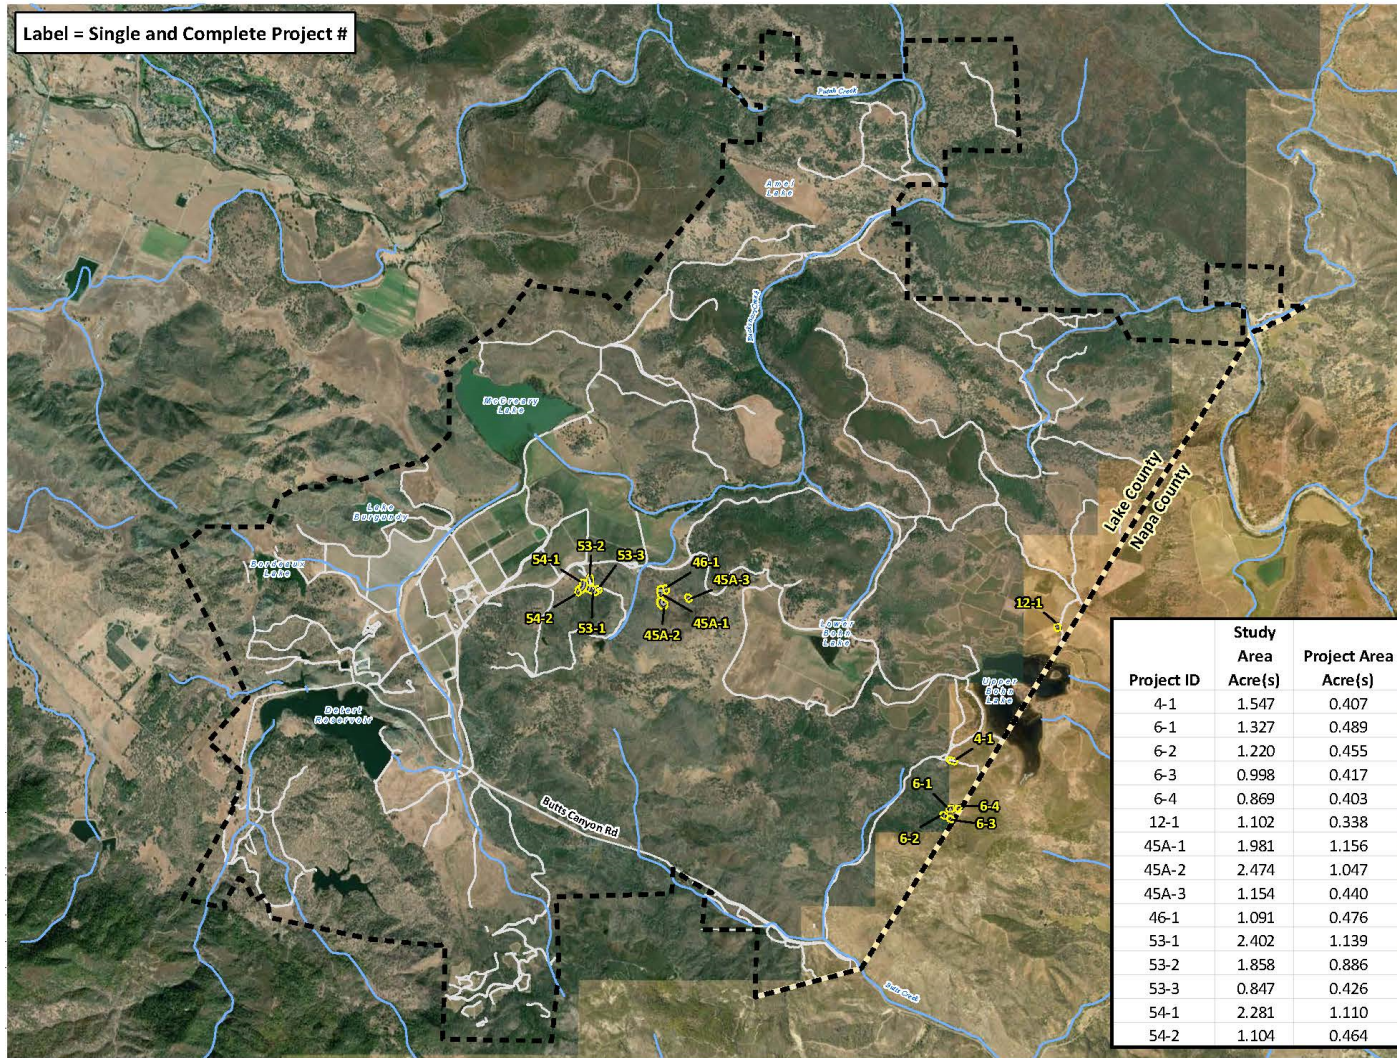 Label = Single and Complete Project #
Putah Creek
Amel
Lake
Bucksnort Creek
McCreary
Lake
Lake County
Napa County
Lake
Burgundy
Bordeaux
Lake
53-2
54-1
53-3
46-1
45A-3
54-2
53-1
45A-1
45A-2
12-1
Lower
Bohn
Lake
Upper
Bohn
Lake
Detert
Reservoir
4-1
6-1
6-4
6-3
6-2
Butts Canyon Rd
Butts Creek
Project ID Study Area Acre(s) Project Area Acre(s)
4-1 1.547 0.407
6-1 1.327 0.489
6-2 1.220 0.455
6-3 0.998 0.417
6-4 0.869 0.403
12-1 1.102 0.338
45A-1 1.981 1.156
45A-2 2.474 1.047
45A-3 1.154 0.440
46-1 1.091 0.476
53-1 2.402 1.139
53-2 1.858 0.886
53-3 0.847 0.426
54-1 2.281 1.110
54-2 1.104 0.464